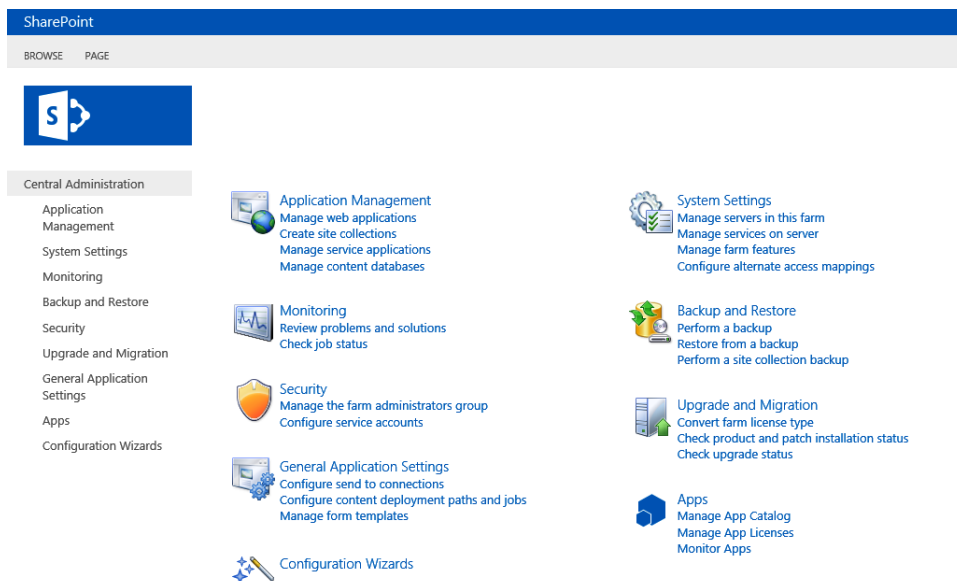 SharePoint
BROWSE PAGE
S
Central Administration
Application
Management
System Settings
Monitoring
Backup and Restore
Security
Upgrade and Migration
General Application
Settings
Apps
Configuration Wizards
Application Management
Manage web applications
Create site collections
Manage service applications
Manage content databases
Monitoring
Review problems and solutions
Check job status
Security
Manage the farm administrators group
Configure service accounts
General Application Settings
Configure send to connections
Configure content deployment paths and jobs
Manage form templates
Configuration Wizards
System Settings
Manage servers in this farm
Manage services on server
Manage farm features
Configure alternate access mappings
Backup and Restore
Perform a backup
Restore from a backup
Perform a site collection backup
Upgrade and Migration
Convert farm license type
Check product and patch installation status
Check upgrade status
Apps
Manage App Catalog
Manage App Licenses
Monitor Apps